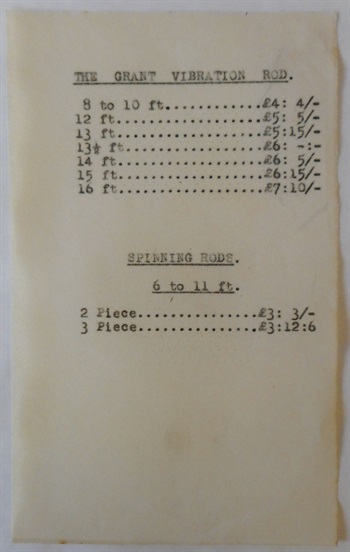 THE GRANT VIBRATION ROD.
8 to 10 ft.............£4: 4/-
12 ft....................£5: 5/-
13 ft....................£5:15/-
13½ ft...................£6: -:-
14 ft....................£6: 5/-
15 ft....................£6:15/-
16 ft....................£7:10/-
SPINNING RODS.
6 to 11 ft.
2 Piece................£3: 3/-
3 Piece................£3:12:6